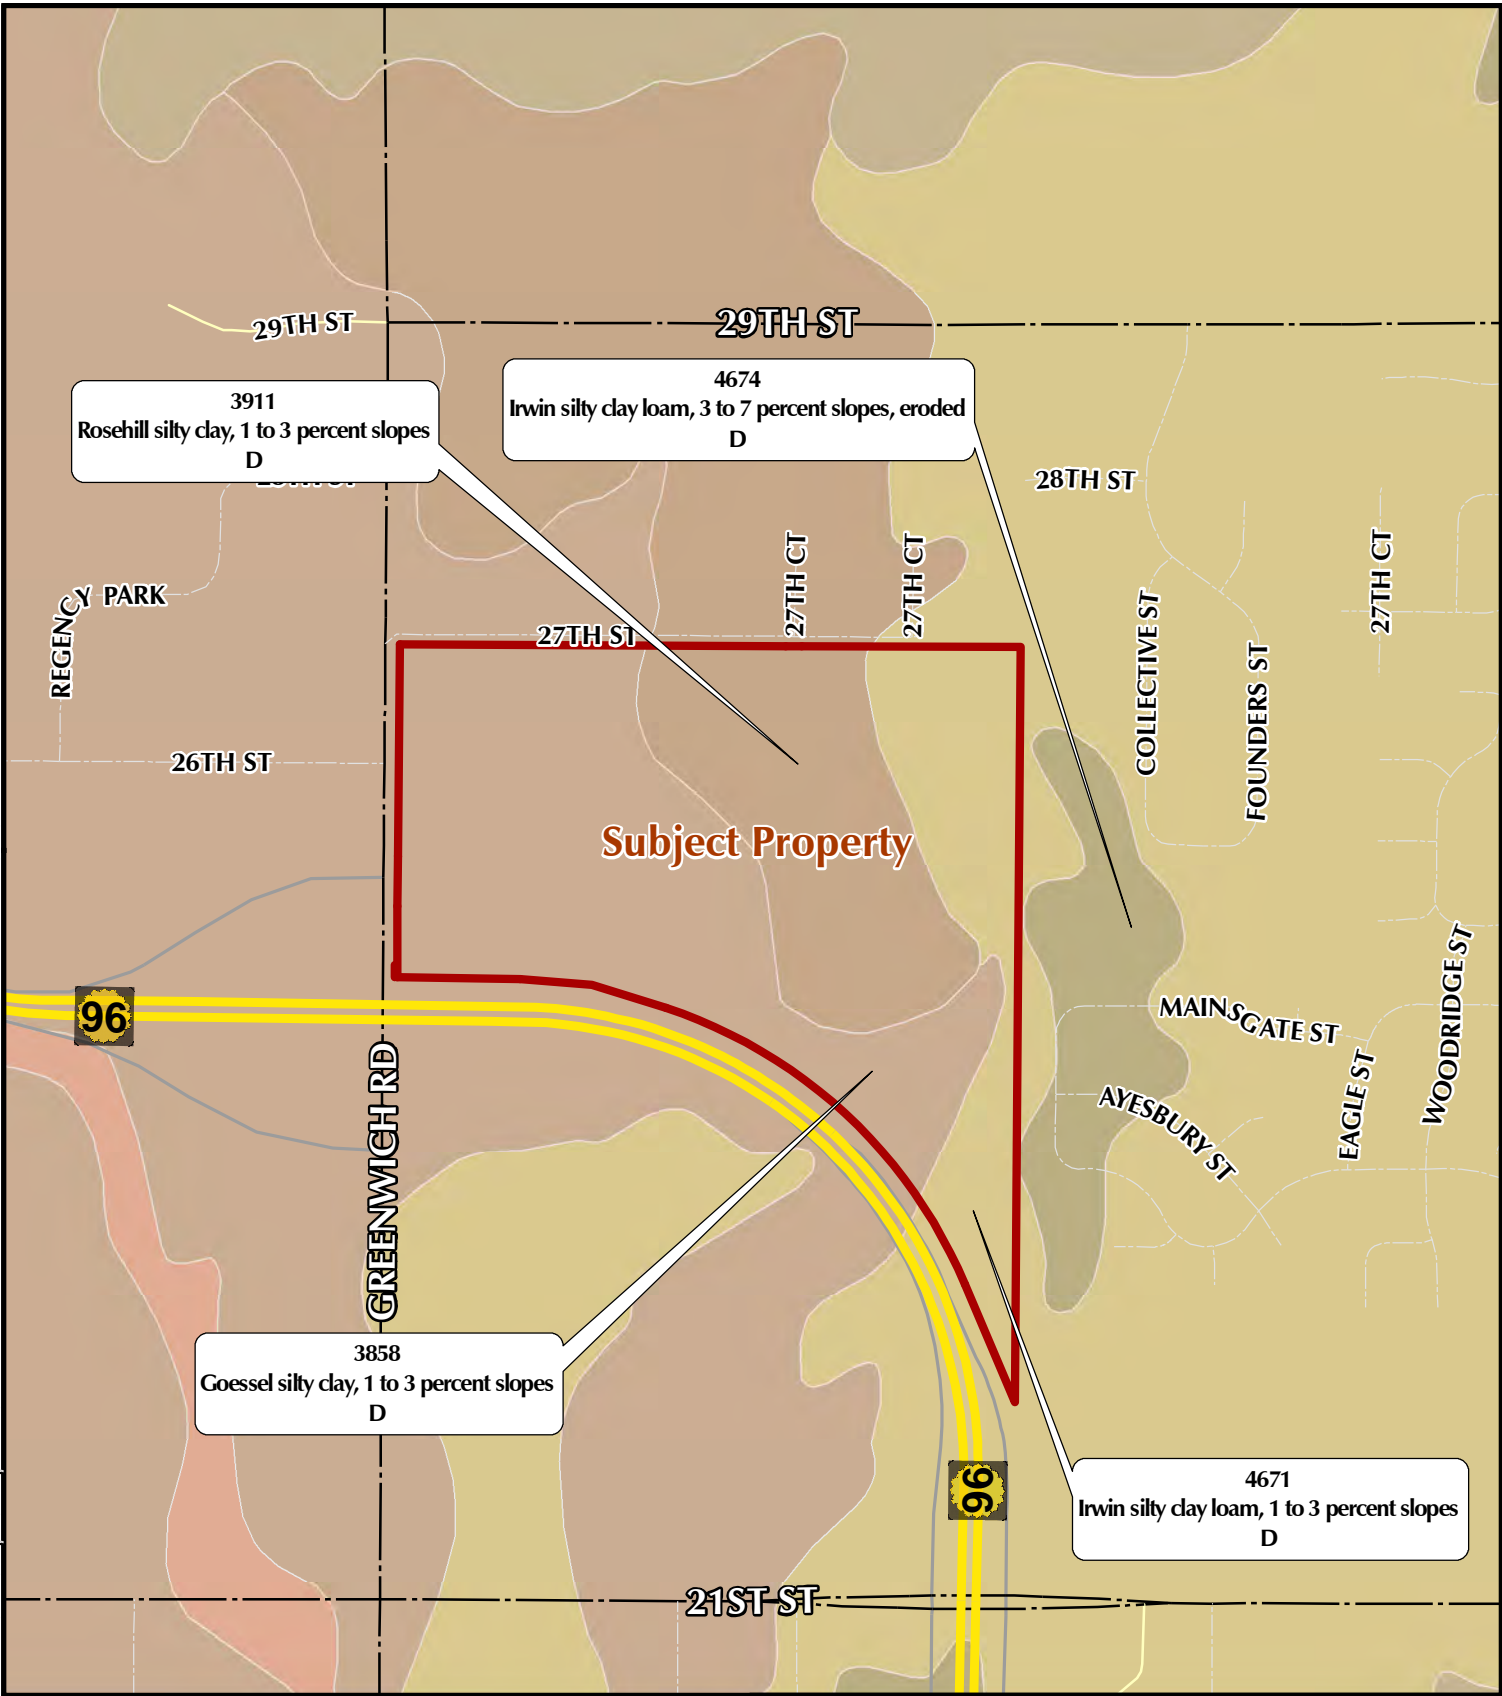 29TH ST
29TH ST
3911
Rosehill silty clay, 1 to 3 percent slopes
D
4674
Irwin silty clay loam, 3 to 7 percent slopes, eroded
D
28TH ST
27TH CT
27TH CT
27TH CT
REGENCY PARK
27TH ST
COLLECTIVE ST
FOUNDERS ST
26TH ST
Subject Property
96
MAINSGATE ST
WOODRIDGE ST
EAGLE ST
AYESBURY ST
GREENWICH RD
3858
Goessel silty clay, 1 to 3 percent slopes
D
96
4671
Irwin silty clay loam, 1 to 3 percent slopes
D
21ST ST